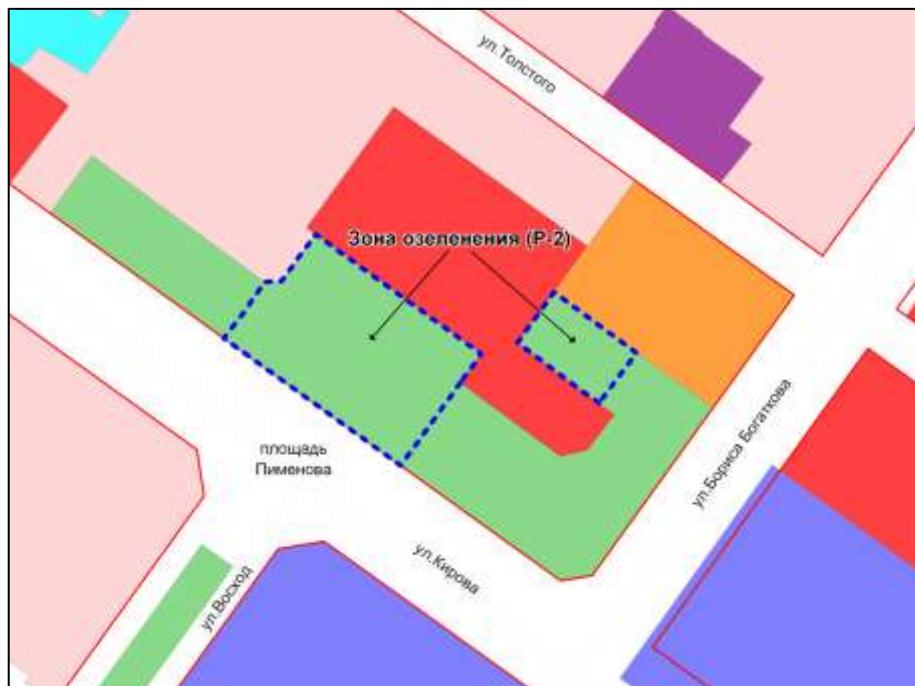 ул.Толстого
Зона озеленения (Р-2)
ул.Бориса Богаткова
площадь
Пименова
ул.Кирова
ул.Восход